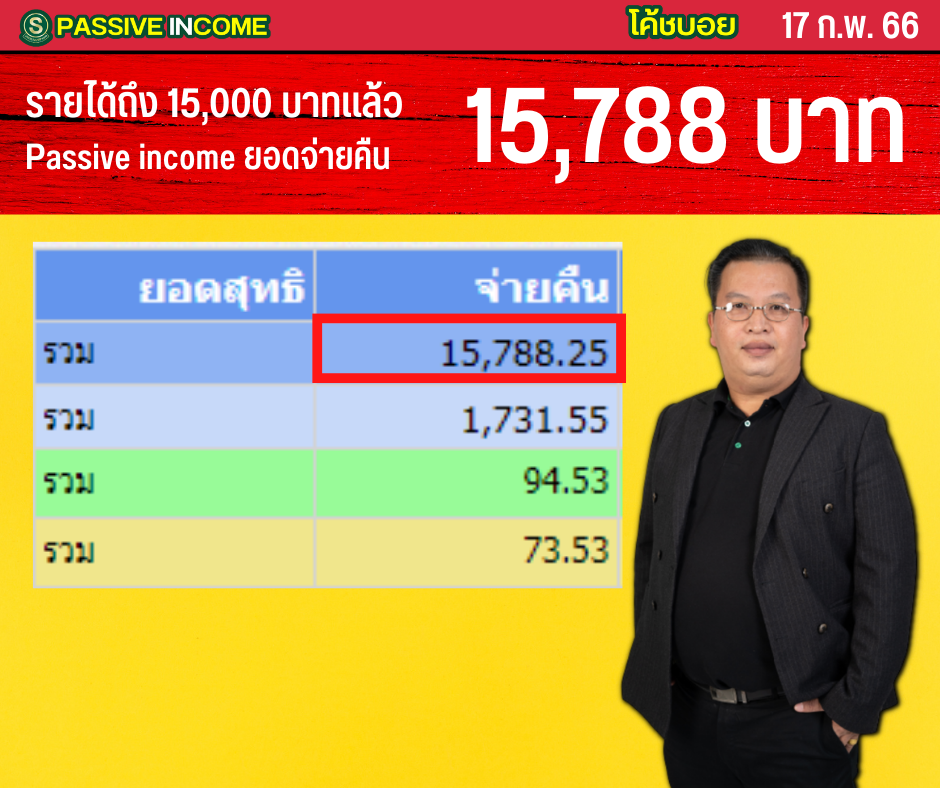 PASSIVE INCOME
โค้ชบอย
17 ก.พ. 66
รายได้ถึง 15,000 บาทแล้ว
Passive income ยอดจ่ายคืน
15,788 บาท
ยอดสุทธิ จ่ายคืน
รวม 15,788.25
รวม 1,731.55
รวม 94.53
รวม 73.53